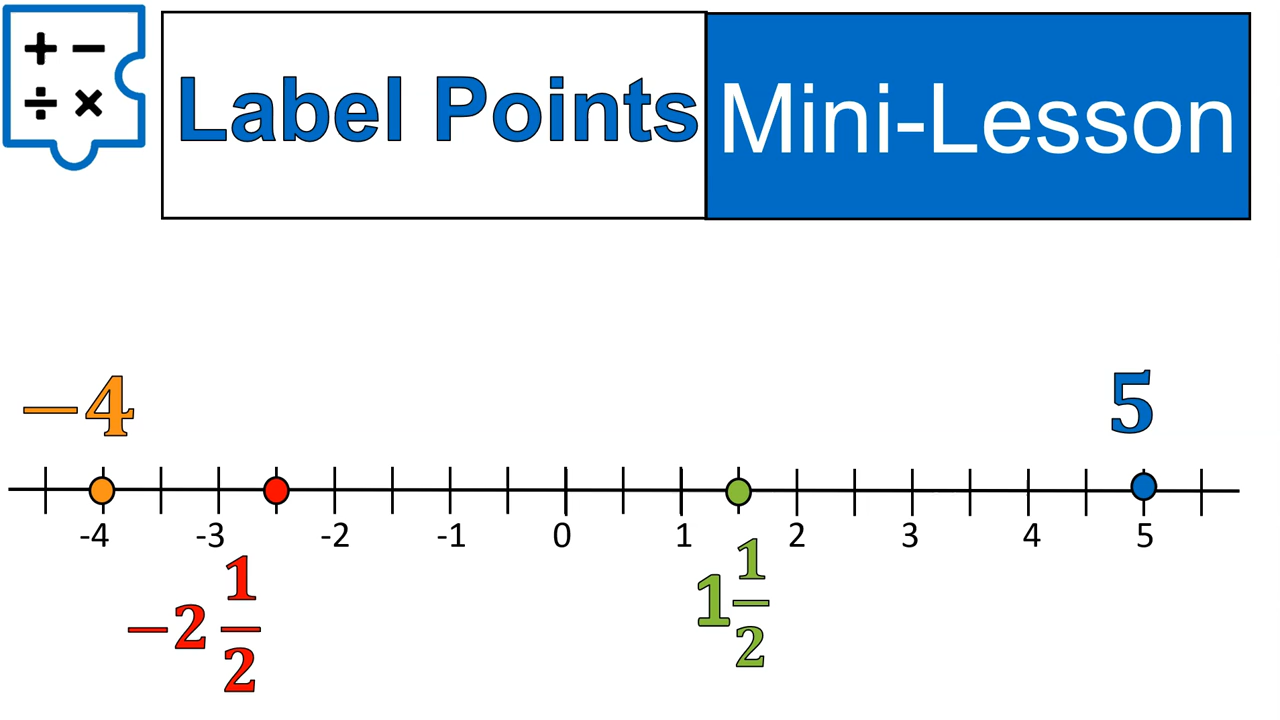 + −
÷ ×
Label Points Mini-Lesson
−4 5
-4 -3 -2 -1 0 1 2 3 4 5
−2 1/2 1 1/2